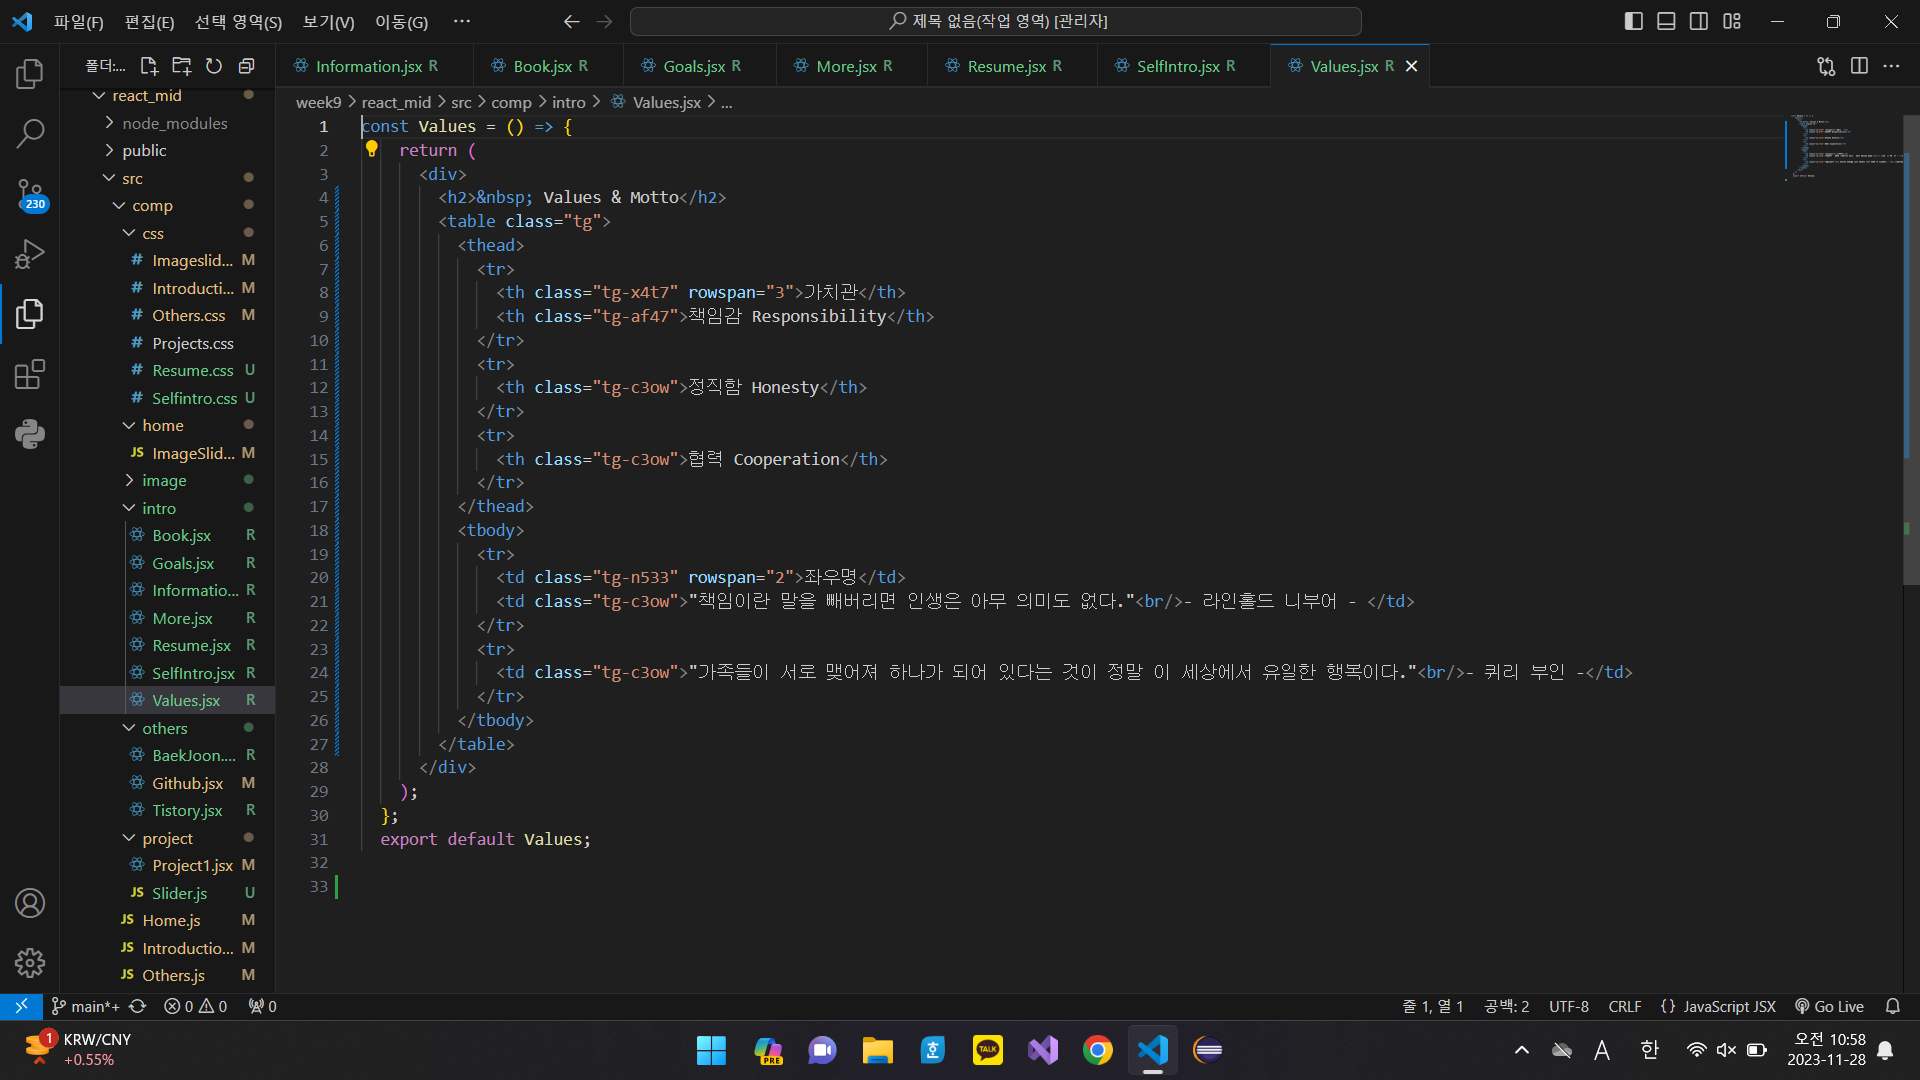 파일(F) 편집(E) 선택 영역(S) 보기(V) 이동(G) ··· 제목 없음(작업 영역) [관리자]
폴더:...
Information.jsx R Book.jsx R Goals.jsx R More.jsx R Resume.jsx R SelfIntro.jsx R Values.jsx R
week9 > react_mid > src > comp > intro > Values.jsx > ...
react_mid
node_modules
public
src
comp
css
# Imageslid... M
# Introducti... M
# Others.css M
# Projects.css
# Resume.css U
# Selfintro.css U
home
JS ImageSlid... M
image
intro
Book.jsx R
Goals.jsx R
Informatio... R
More.jsx R
Resume.jsx R
SelfIntro.jsx R
Values.jsx R
others
BaekJoon.... R
Github.jsx M
Tistory.jsx R
project
Project1.jsx M
JS Slider.js U
JS Home.js M
JS Introductio... M
JS Others.js M
230
1 const Values = () => {
2 return (
3 <div>
4 <h2>&nbsp; Values & Motto</h2>
5 <table class="tg">
6 <thead>
7 <tr>
8 <th class="tg-x4t7" rowspan="3">가치관</th>
9 <th class="tg-af47">책임감 Responsibility</th>
10 </tr>
11 <tr>
12 <th class="tg-c3ow">정직함 Honesty</th>
13 </tr>
14 <tr>
15 <th class="tg-c3ow">협력 Cooperation</th>
16 </tr>
17 </thead>
18 <tbody>
19 <tr>
20 <td class="tg-n533" rowspan="2">좌우명</td>
21 <td class="tg-c3ow">"책임이란 말을 빼버리면 인생은 아무 의미도 없다."<br/>- 라인홀드 니부어 - </td>
22 </tr>
23 <tr>
24 <td class="tg-c3ow">"가족들이 서로 맺어져 하나가 되어 있다는 것이 정말 이 세상에서 유일한 행복이다."<br/>- 퀴리 부인 -</td>
25 </tr>
26 </tbody>
27 </table>
28 </div>
29 );
30 };
31 export default Values;
32
33
main*+ 0 0 0 줄 1, 열 1 공백: 2 UTF-8 CRLF {} JavaScript JSX Go Live
1 KRW/CNY
+0.55%
PRE
TALK
A 한
오전 10:58
2023-11-28